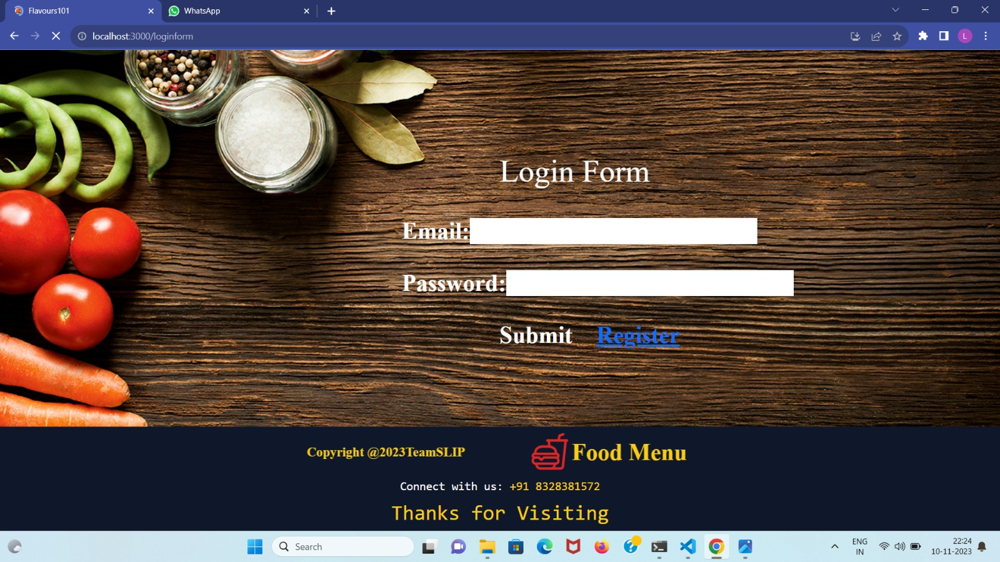 Flavours101
WhatsApp
localhost:3000/loginform
L
Login Form
Email:
Password:
Submit Register
Copyright @2023TeamSLIP
Food Menu
Connect with us: +91 8328381572
Thanks for Visiting
Search
ENG
IN
22:24
10-11-2023